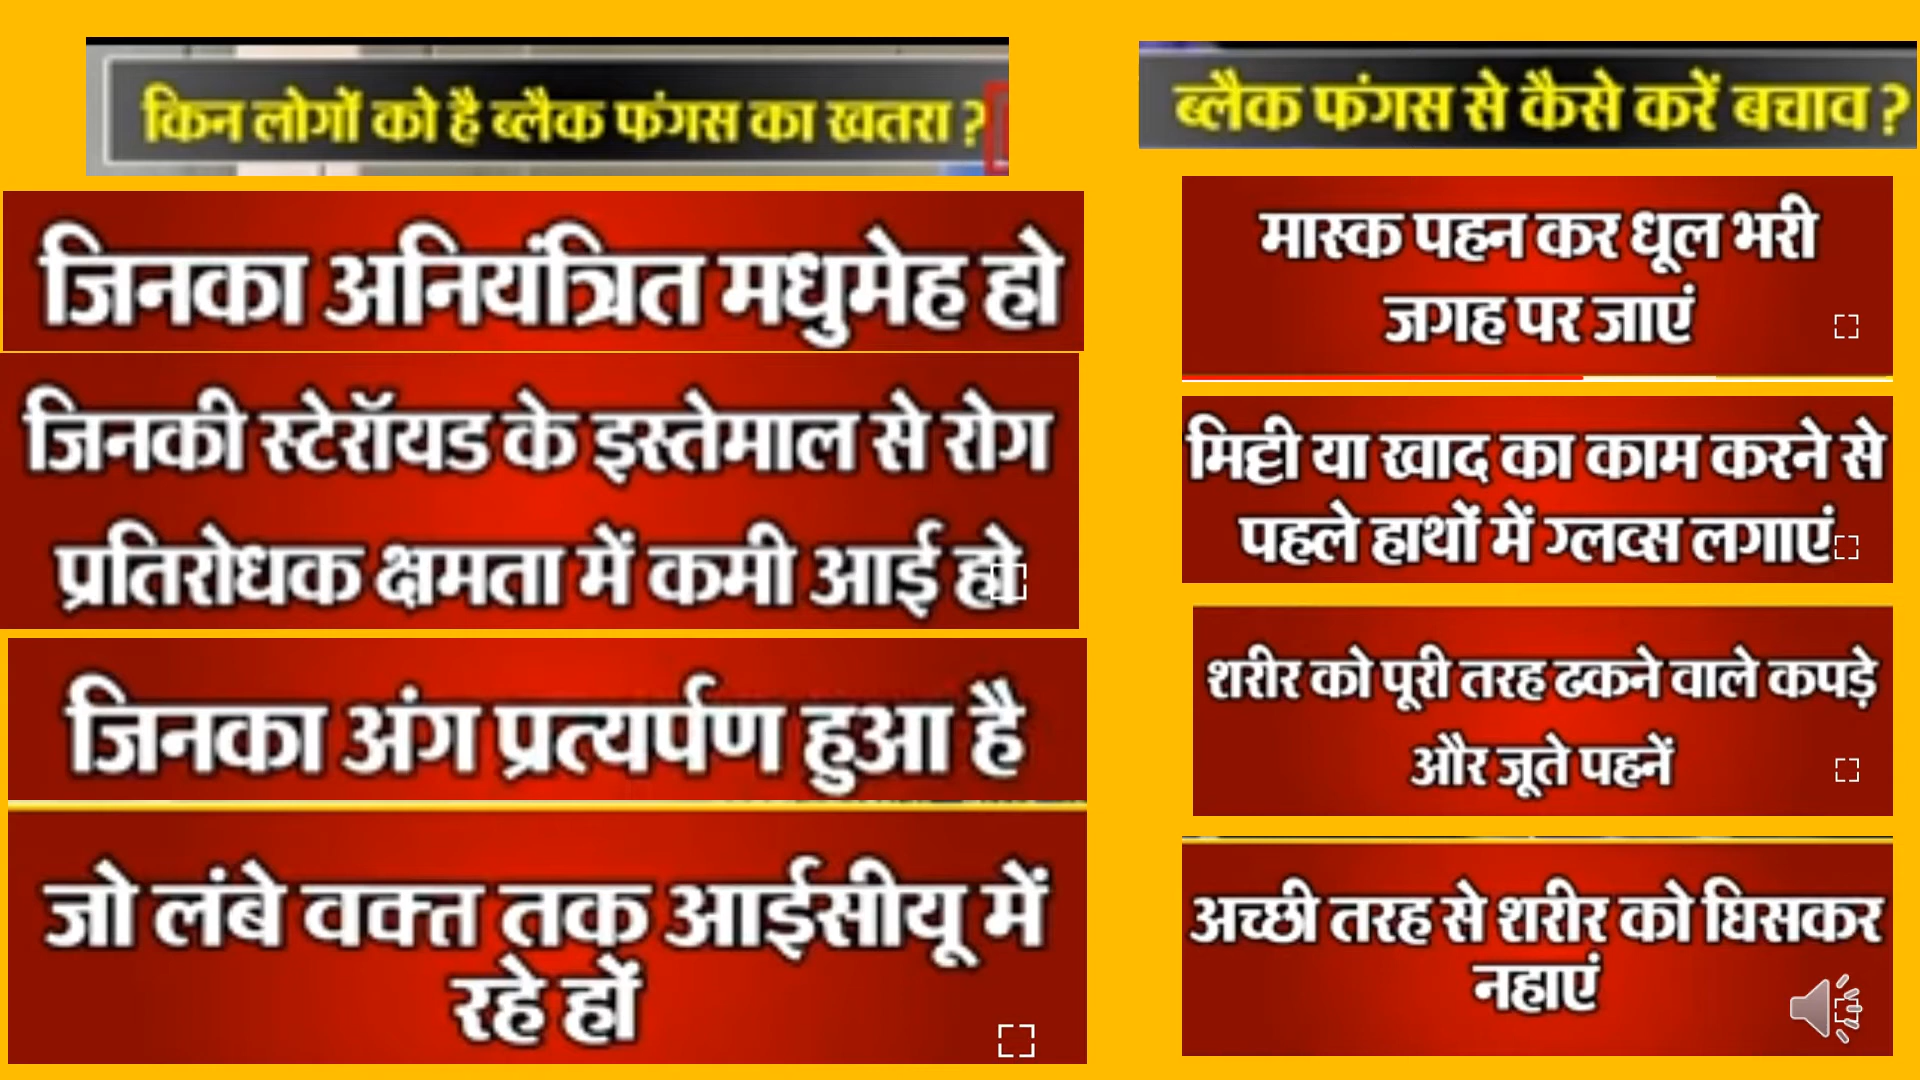 किन लोगों को है ब्लैक फंगस का खतरा ?
जिनका अनियंत्रित मधुमेह हो
जिनकी स्टेरॉयड के इस्तेमाल से रोग
प्रतिरोधक क्षमता में कमी आई हो
जिनका अंग प्रत्यर्पण हुआ है
जो लंबे वक्त तक आईसीयू में
रहे हों
ब्लैक फंगस से कैसे करें बचाव ?
मास्क पहन कर धूल भरी
जगह पर जाएं
मिट्टी या खाद का काम करने से
पहले हाथों में ग्लव्स लगाएं
शरीर को पूरी तरह ढकने वाले कपड़े
और जूते पहनें
अच्छी तरह से शरीर को घिसकर
नहाएं